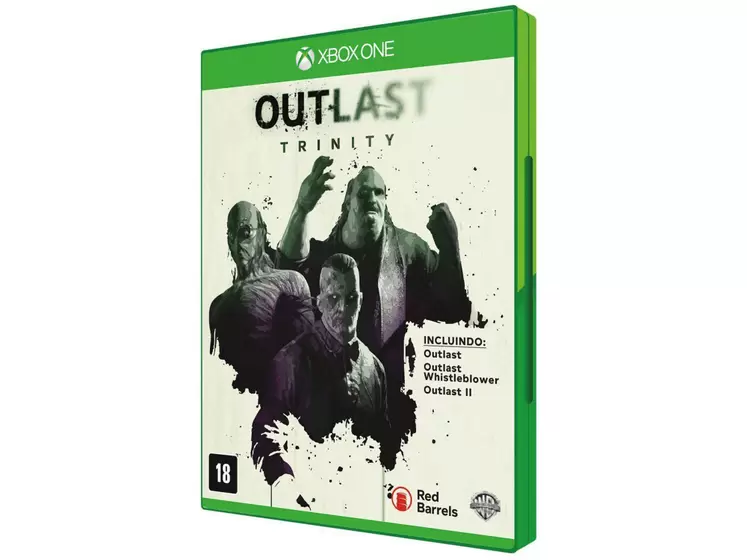 XBOX ONE
OUTLAST
TRINITY
INCLUINDO:
Outlast
Outlast
Whistleblower
Outlast II
18
Red
Barrels